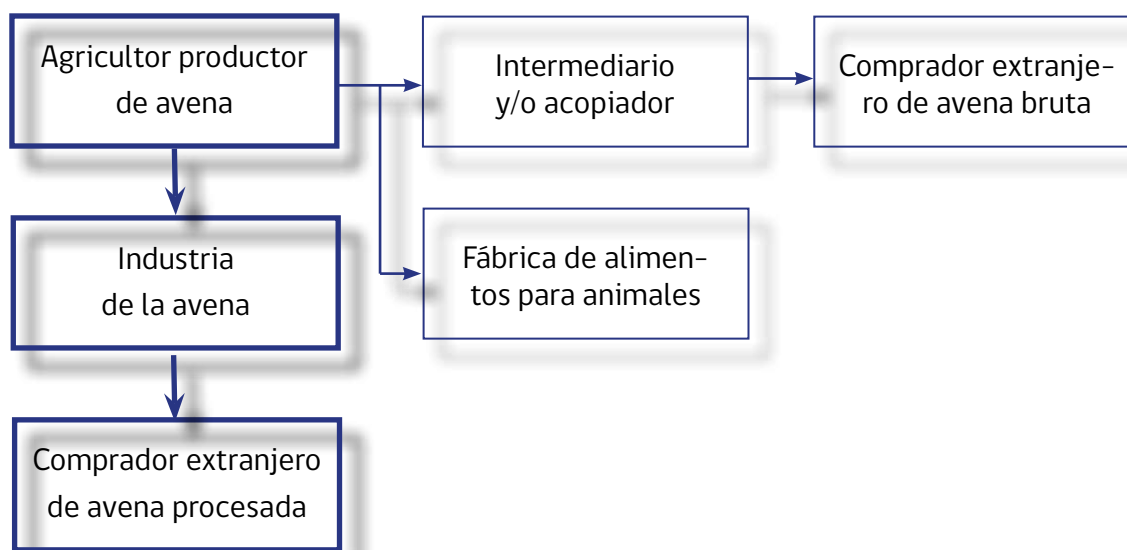 Agricultor productor
de avena
Intermediario
y/o acopiador
Comprador extranje-
ro de avena bruta
Industria
de la avena
Fábrica de alimen-
tos para animales
Comprador extranjero
de avena procesada